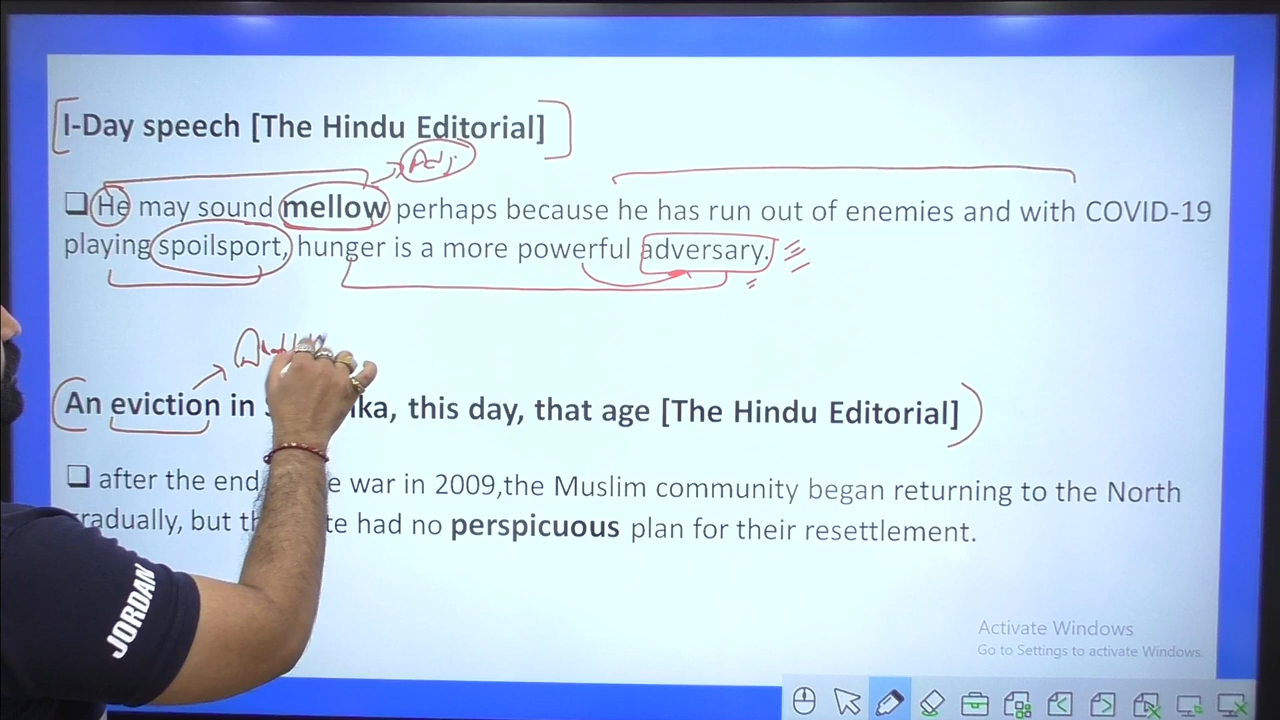 I-Day speech [The Hindu Editorial]
Adj
He may sound mellow perhaps because he has run out of enemies and with COVID-19
playing spoilsport, hunger is a more powerful adversary.
An eviction in ka, this day, that age [The Hindu Editorial]
after the end e war in 2009,the Muslim community began returning to the North
gradually, but th te had no perspicuous plan for their resettlement.
JORDAN
Activate Windows
Go to Settings to activate Windows.